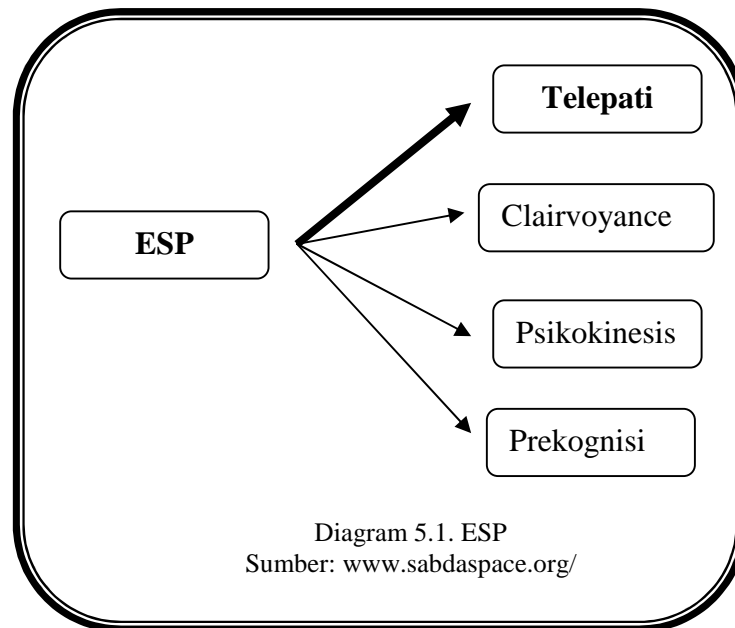 Telepati
Clairvoyance
ESP
Psikokinesis
Prekognisi
Diagram 5.1. ESP
Sumber: www.sabdaspace.org/